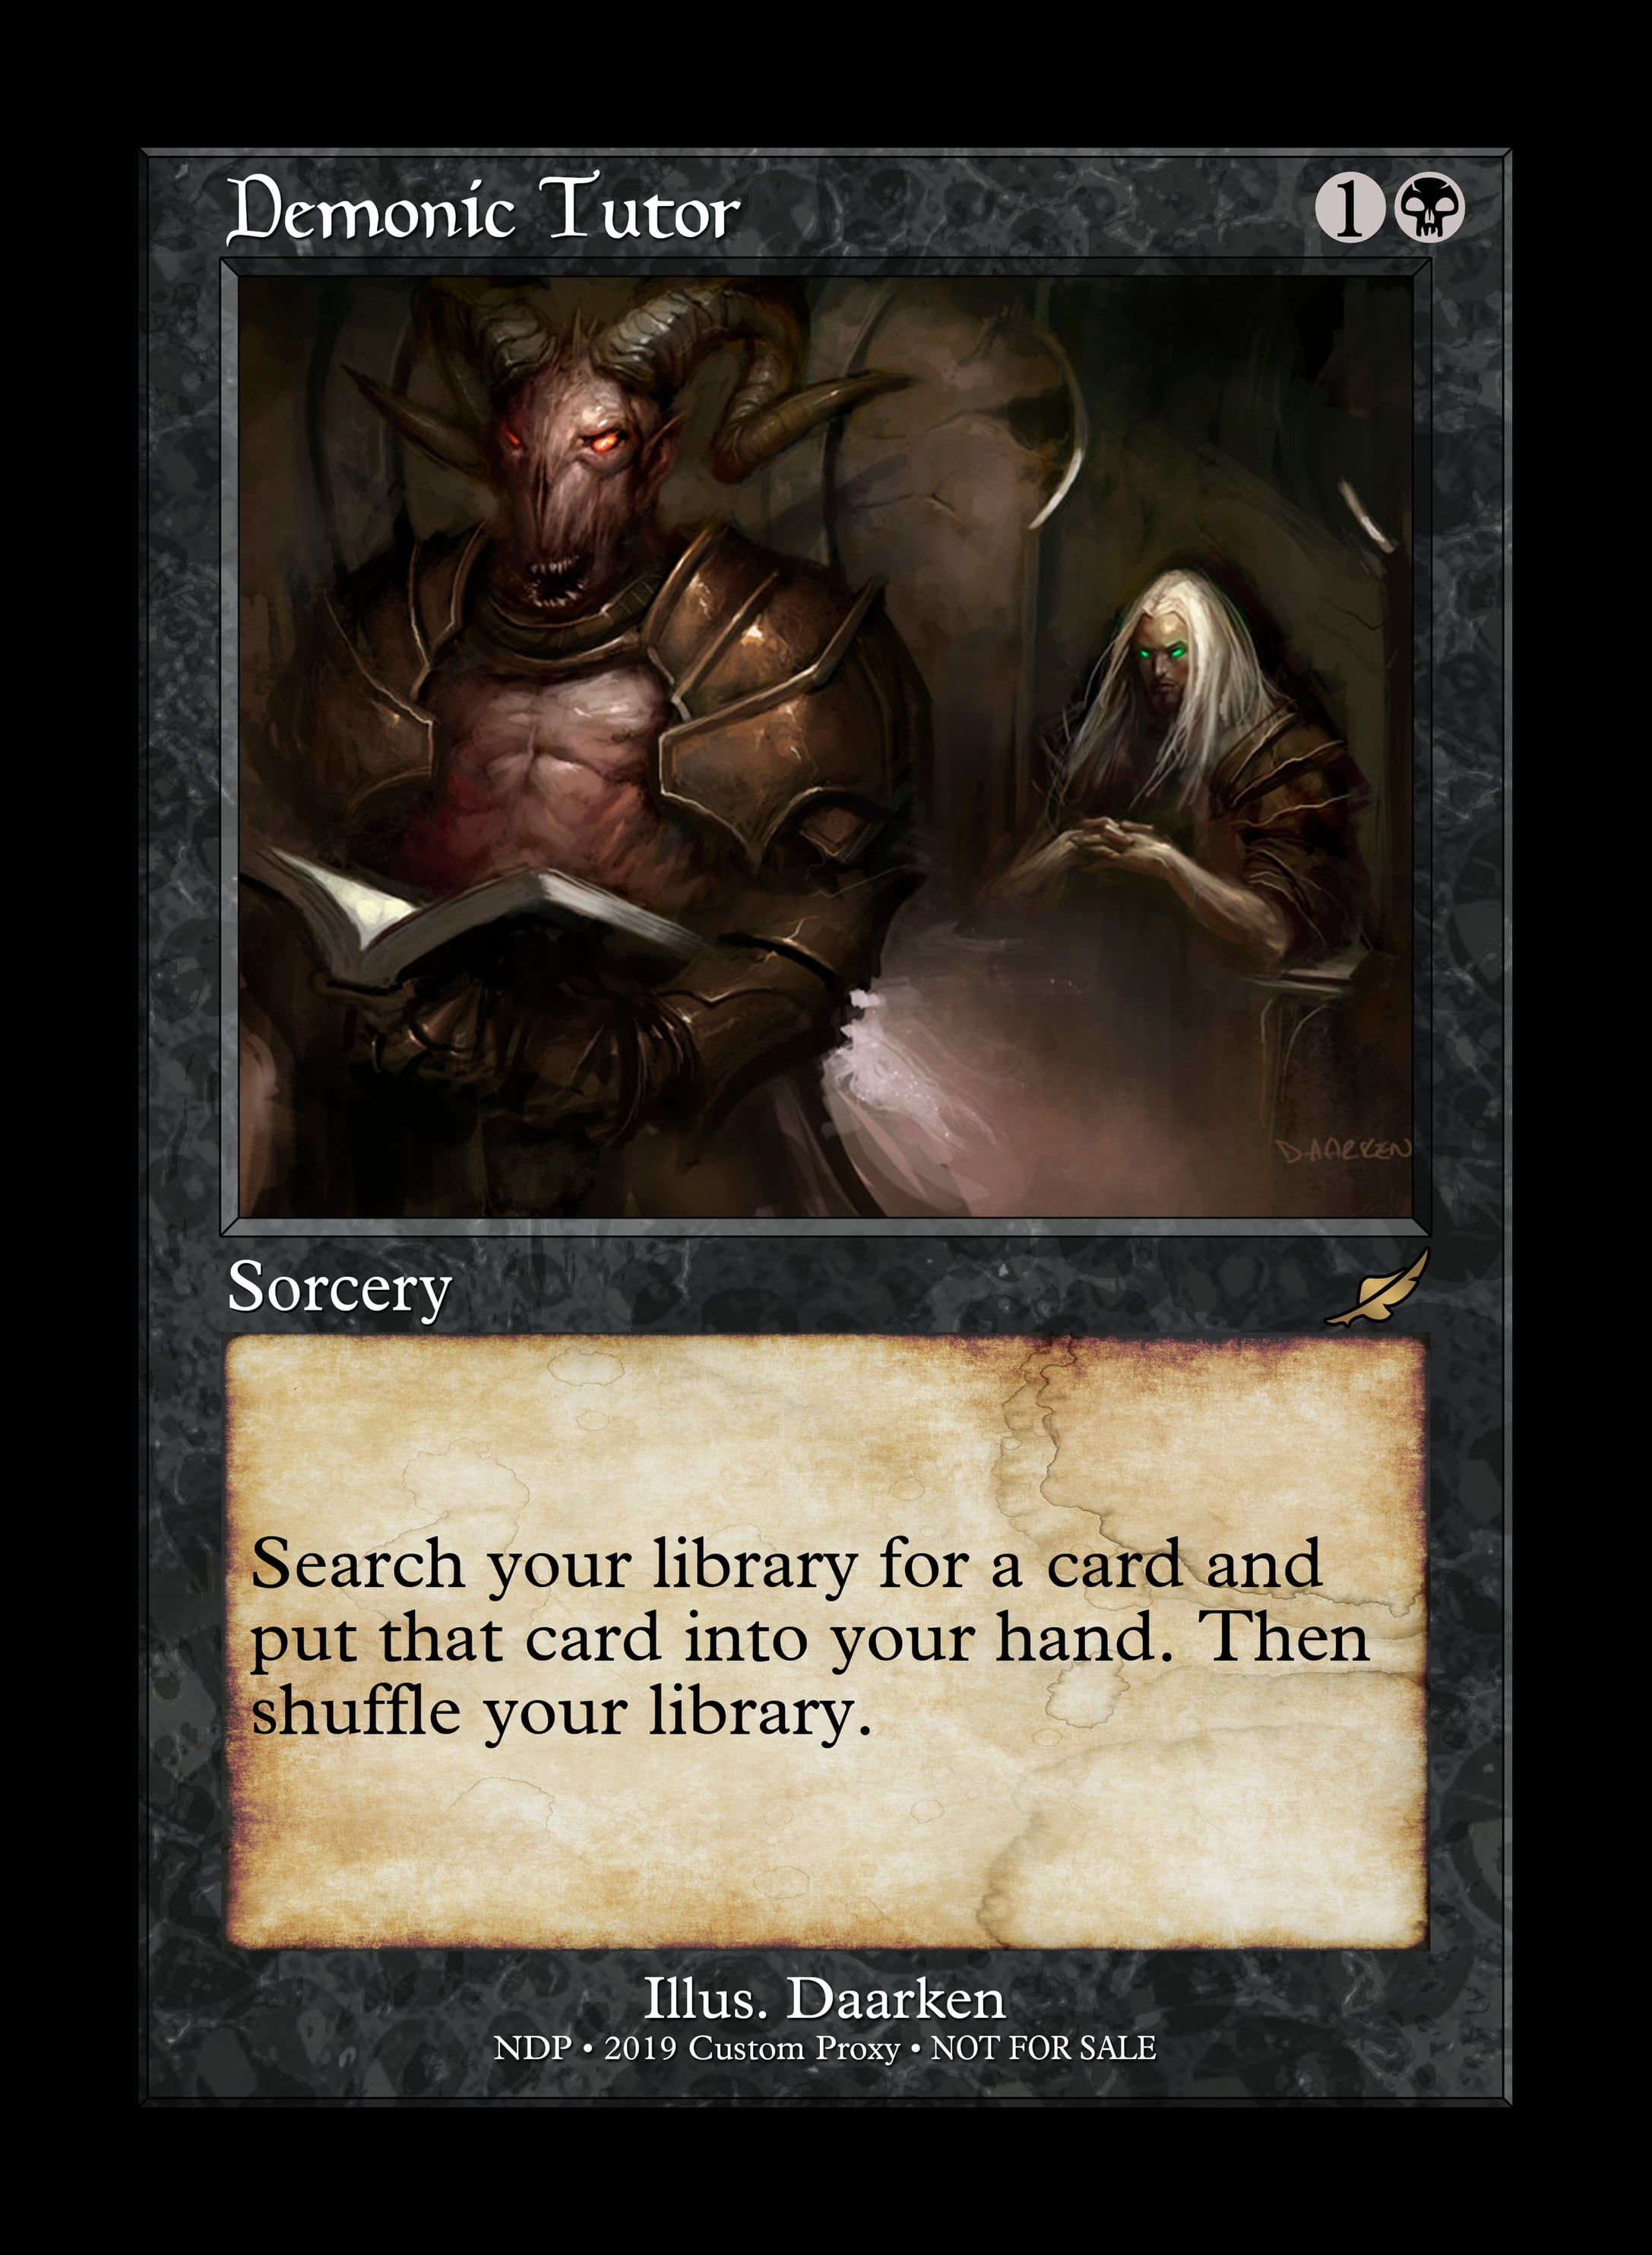 Demonic Tutor
1
DAARKEN
Sorcery
Search your library for a card and
put that card into your hand. Then
shuffle your library.
Illus. Daarken
NDP • 2019 Custom Proxy • NOT FOR SALE